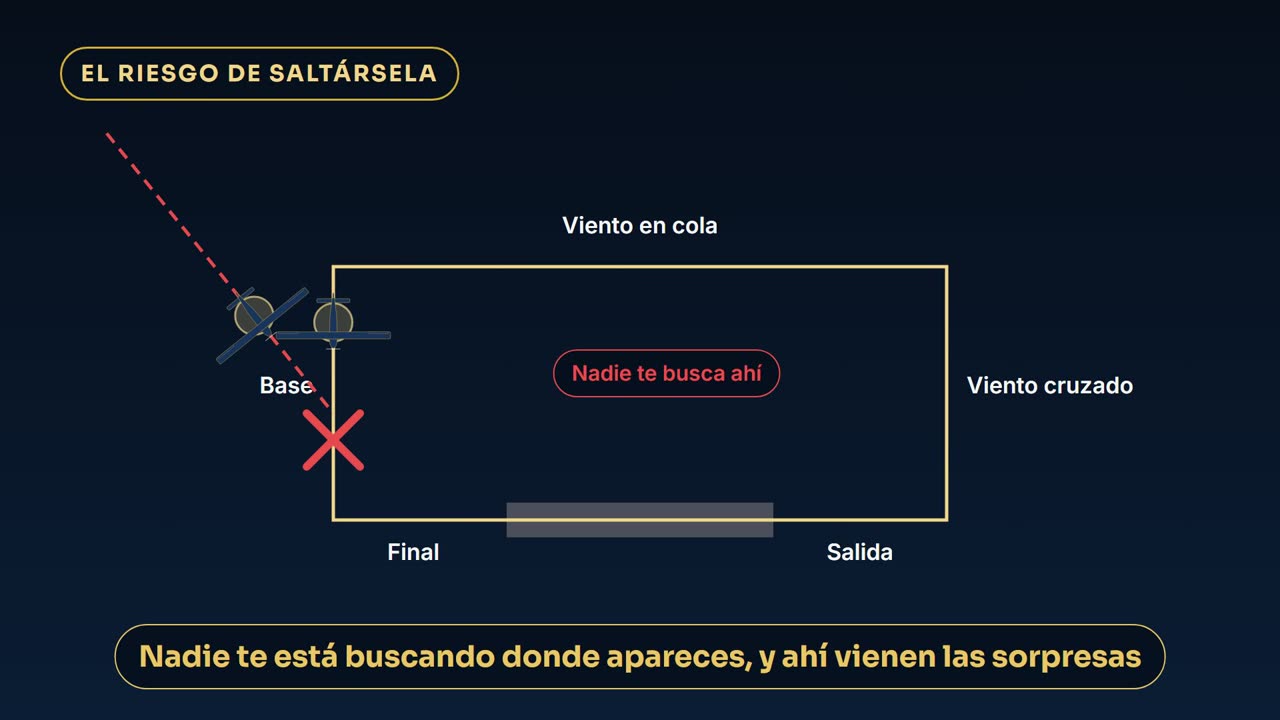 EL RIESGO DE SALTÁRSELA
Viento en cola
Nadie te busca ahí
Base
Viento cruzado
Final
Salida
Nadie te está buscando donde apareces, y ahí vienen las sorpresas